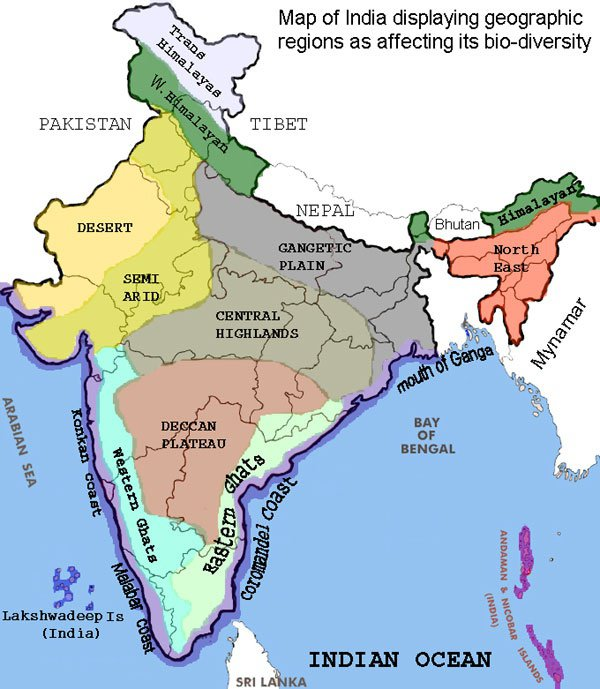 Map of India displaying geographic
regions as affecting its bio-diversity
Trans
Himalayas
W.Himalayan
PAKISTAN
TIBET
NEPAL
Bhutan
Himalayan
DESERT
GANGETIC
PLAIN
North
East
SEMI
ARID
CENTRAL
HIGHLANDS
Mynamar
mouth of Ganga
ARABIAN SEA
Konkan coast
DECCAN
PLATEAU
BAY
OF
BENGAL
Western Ghats
Eastern Ghats
Coromandel Coast
Malabar coast
ANDAMAN & NICOBAR ISLANDS
(INDIA)
Lakshwadeep Is
(India)
INDIAN OCEAN
SRI LANKA